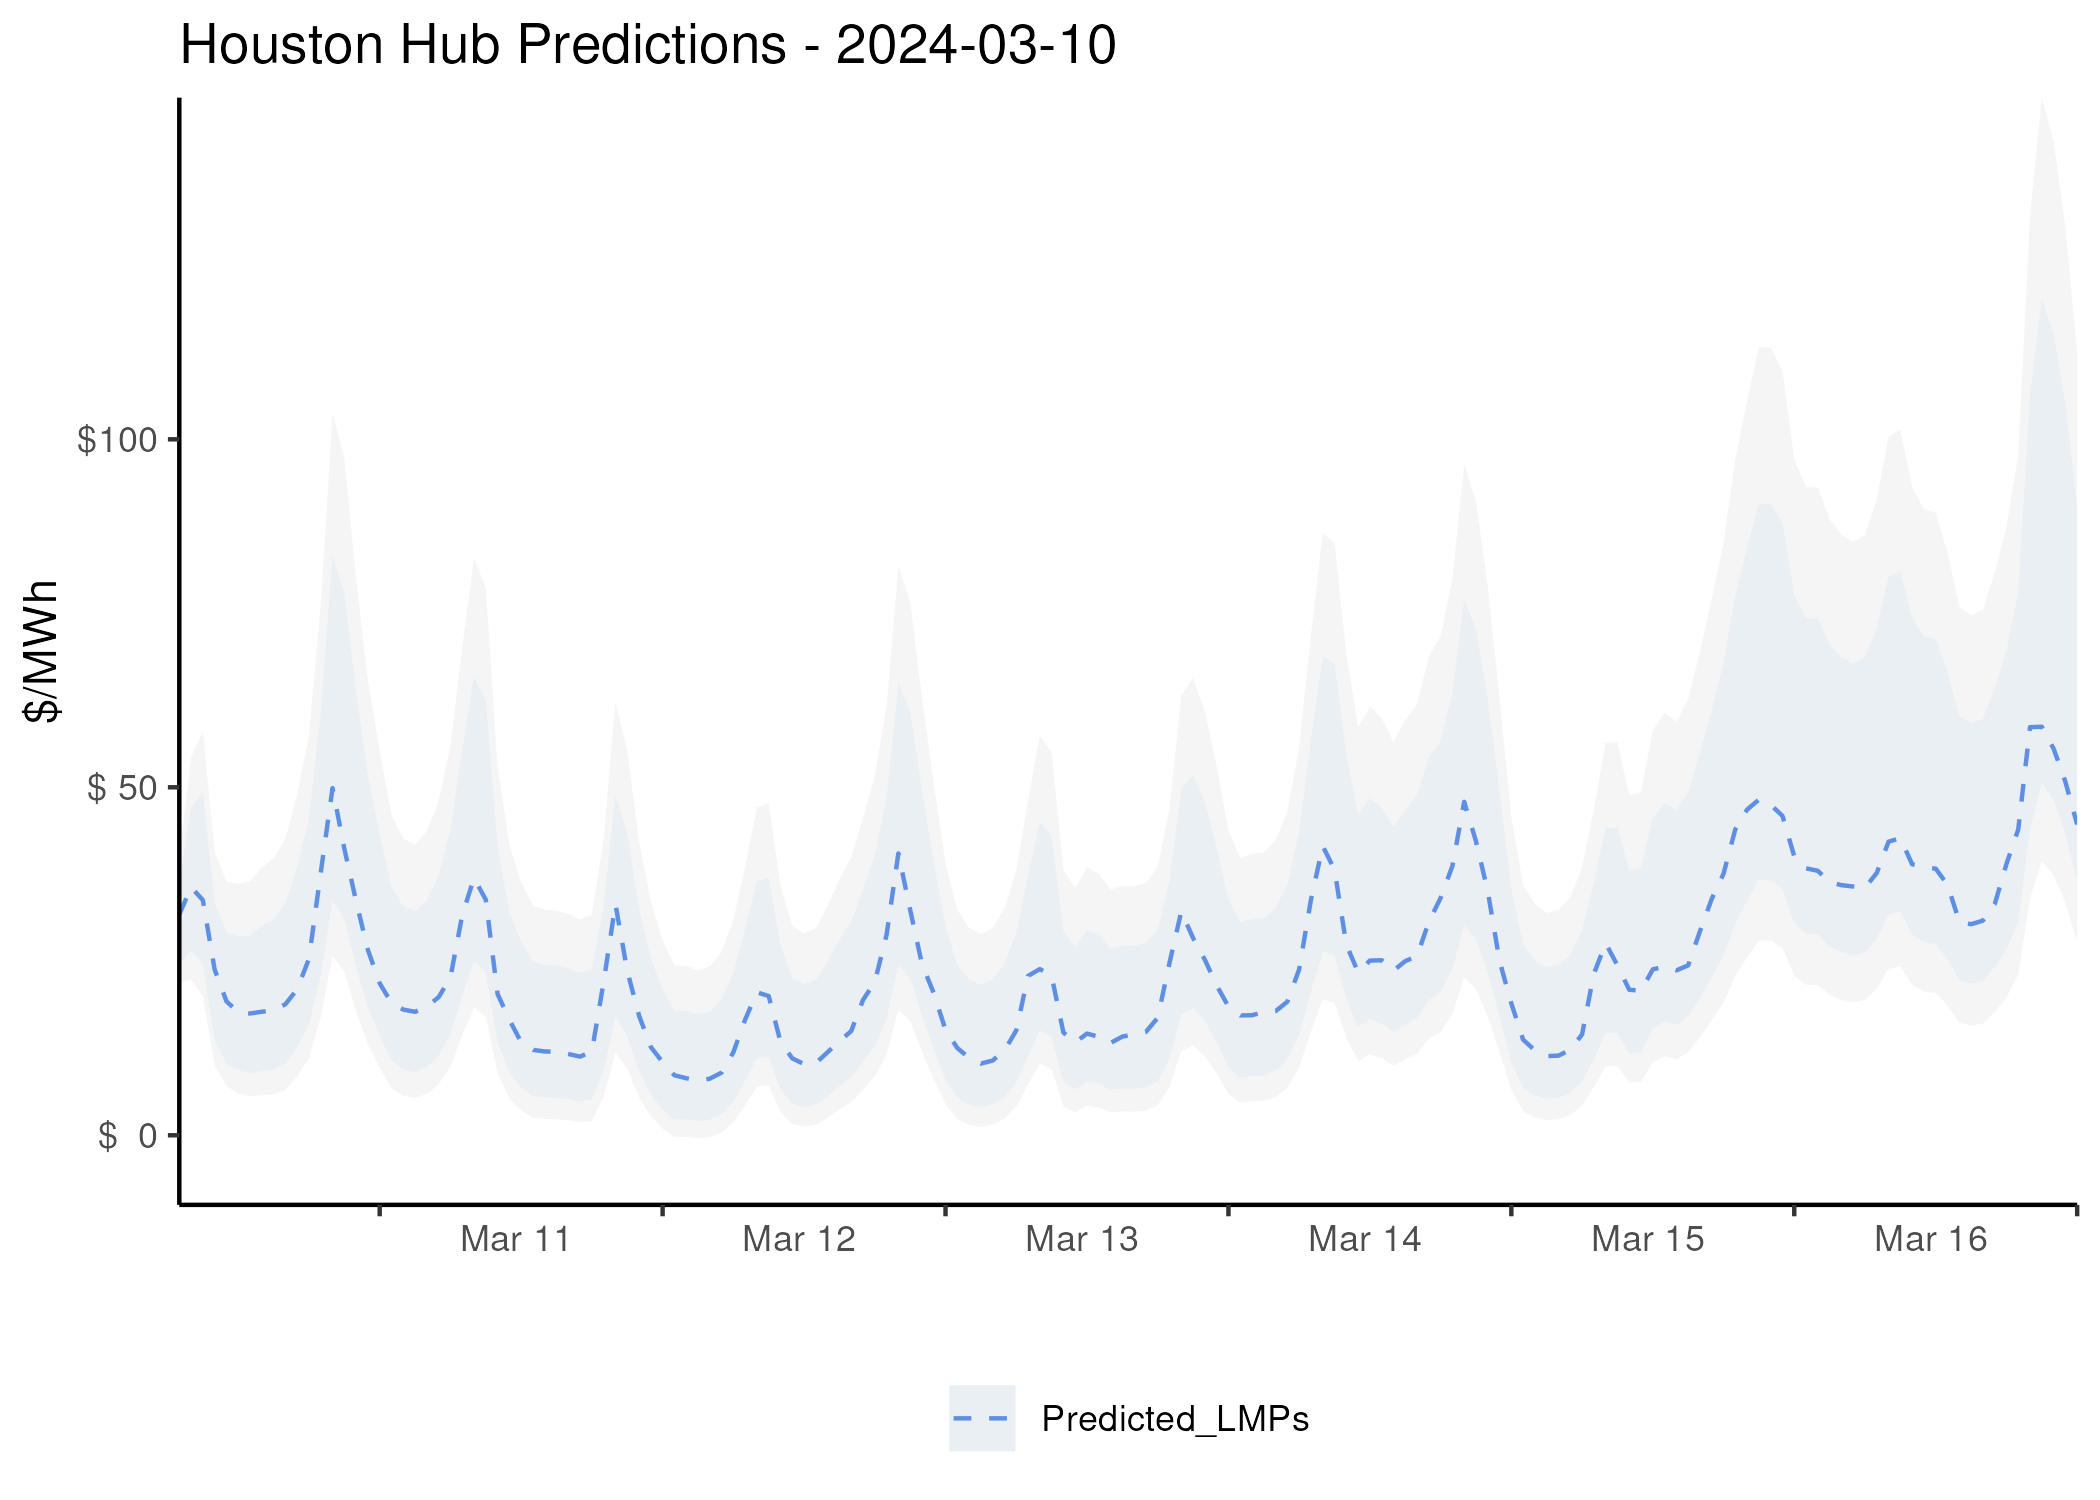 Houston Hub Predictions - 2024-03-10
$/MWh
$100
$ 50
$  0
Mar 11
Mar 12
Mar 13
Mar 14
Mar 15
Mar 16
Predicted_LMPs